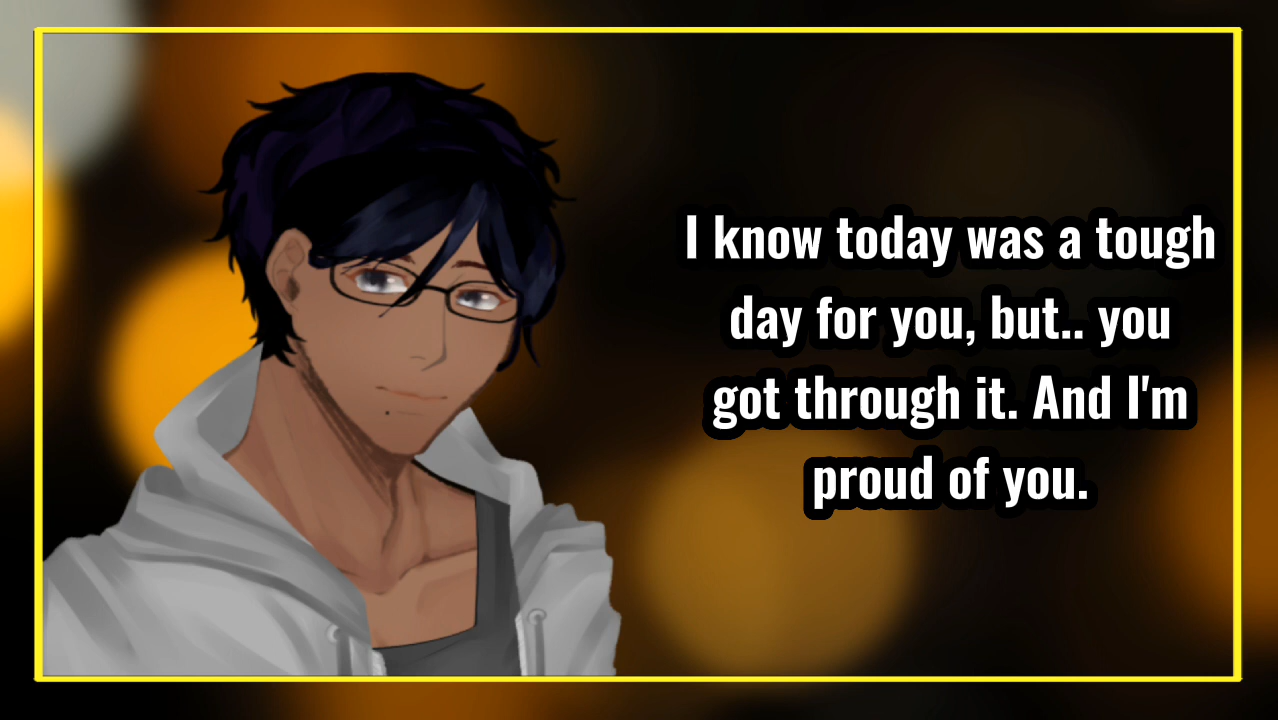 I know today was a tough
day for you, but.. you
got through it. And I'm
proud of you.